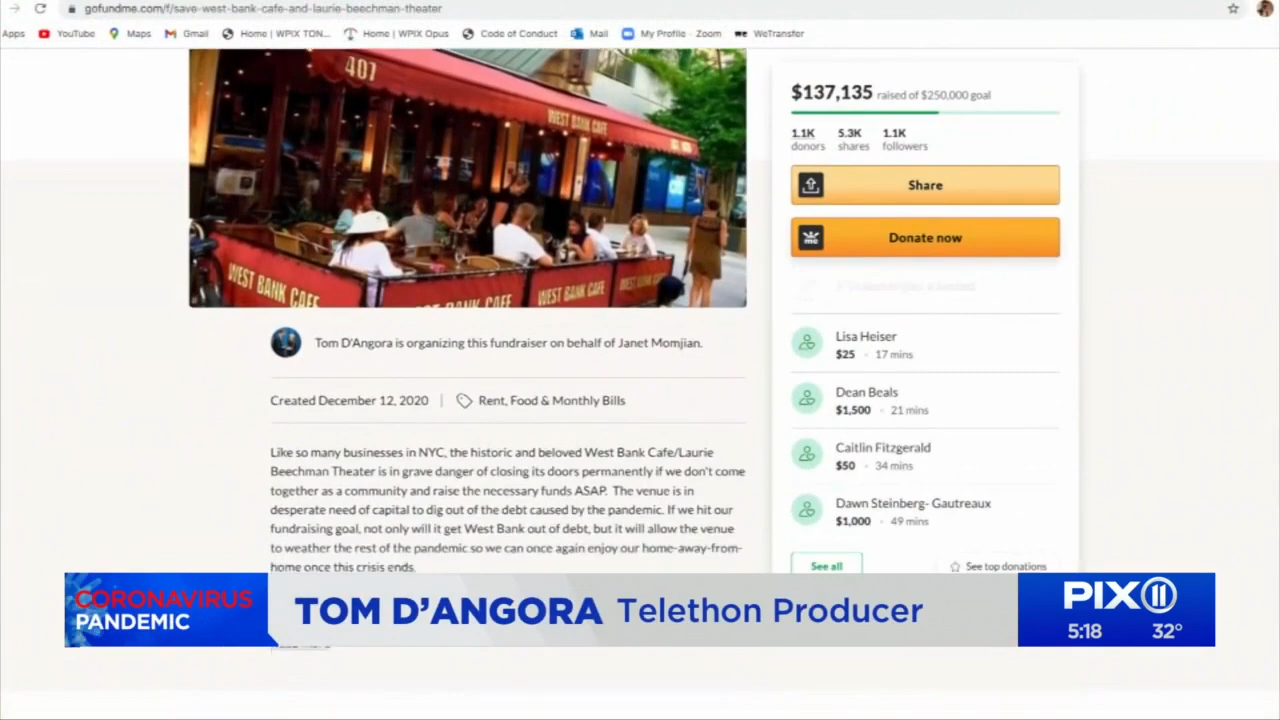 gofundme.com/f/save-west-bank-cafe-and-laurie-beechman-theater
Apps YouTube Maps Gmail Home | WPIX TON... Home | WPIX Opus Code of Conduct Mail My Profile - Zoom WeTransfer
401
WEST BANK CAFE
WEST BANK CAFE
WEST BANK CAFE
WEST BANK CAFE
$137,135 raised of $250,000 goal
1.1K donors
5.3K shares
1.1K followers
Share
Donate now
Tom D'Angora is organizing this fundraiser on behalf of Janet Momjian.
Created December 12, 2020 | Rent, Food & Monthly Bills
Like so many businesses in NYC, the historic and beloved West Bank Cafe/Laurie
Beechman Theater is in grave danger of closing its doors permanently if we don't come
together as a community and raise the necessary funds ASAP. The venue is in
desperate need of capital to dig out of the debt caused by the pandemic. If we hit our
fundraising goal, not only will it get West Bank out of debt, but it will allow the venue
to weather the rest of the pandemic so we can once again enjoy our home-away-from-
home once this crisis ends.
Lisa Heiser
$25 · 17 mins
Dean Beals
$1,500 · 21 mins
Caitlin Fitzgerald
$50 · 34 mins
Dawn Steinberg- Gautreaux
$1,000 · 49 mins
See all
See top donations
CORONAVIRUS
PANDEMIC
TOM D'ANGORA Telethon Producer
PIX11
5:18 32°